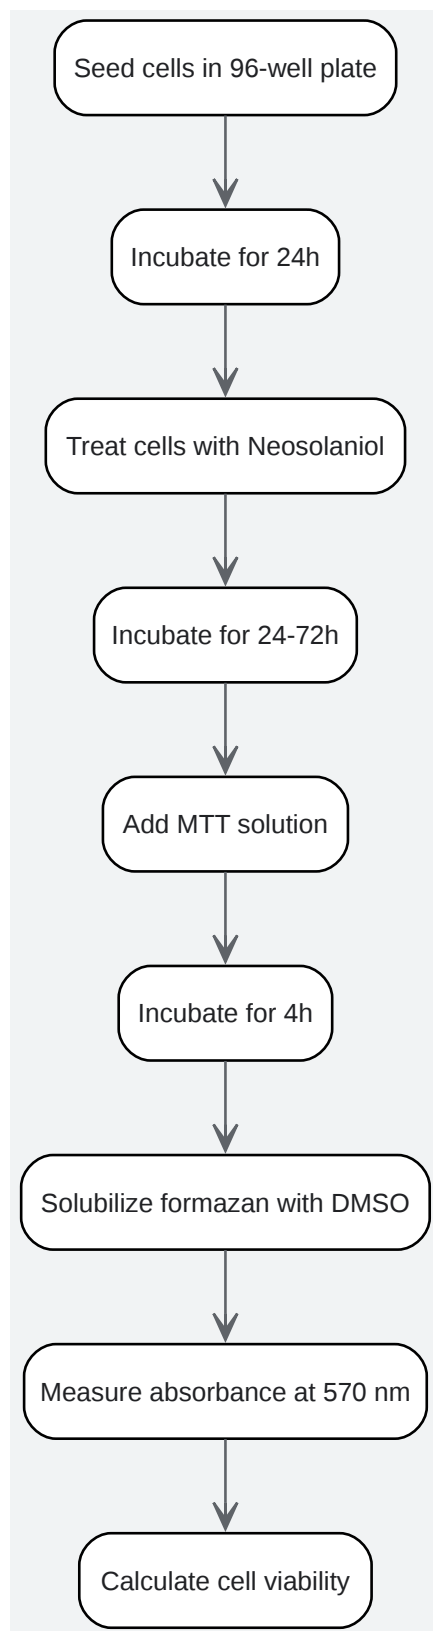 Seed cells in 96-well plate
Incubate for 24h
Treat cells with Neosolaniol
Incubate for 24-72h
Add MTT solution
Incubate for 4h
Solubilize formazan with DMSO
Measure absorbance at 570 nm
Calculate cell viability